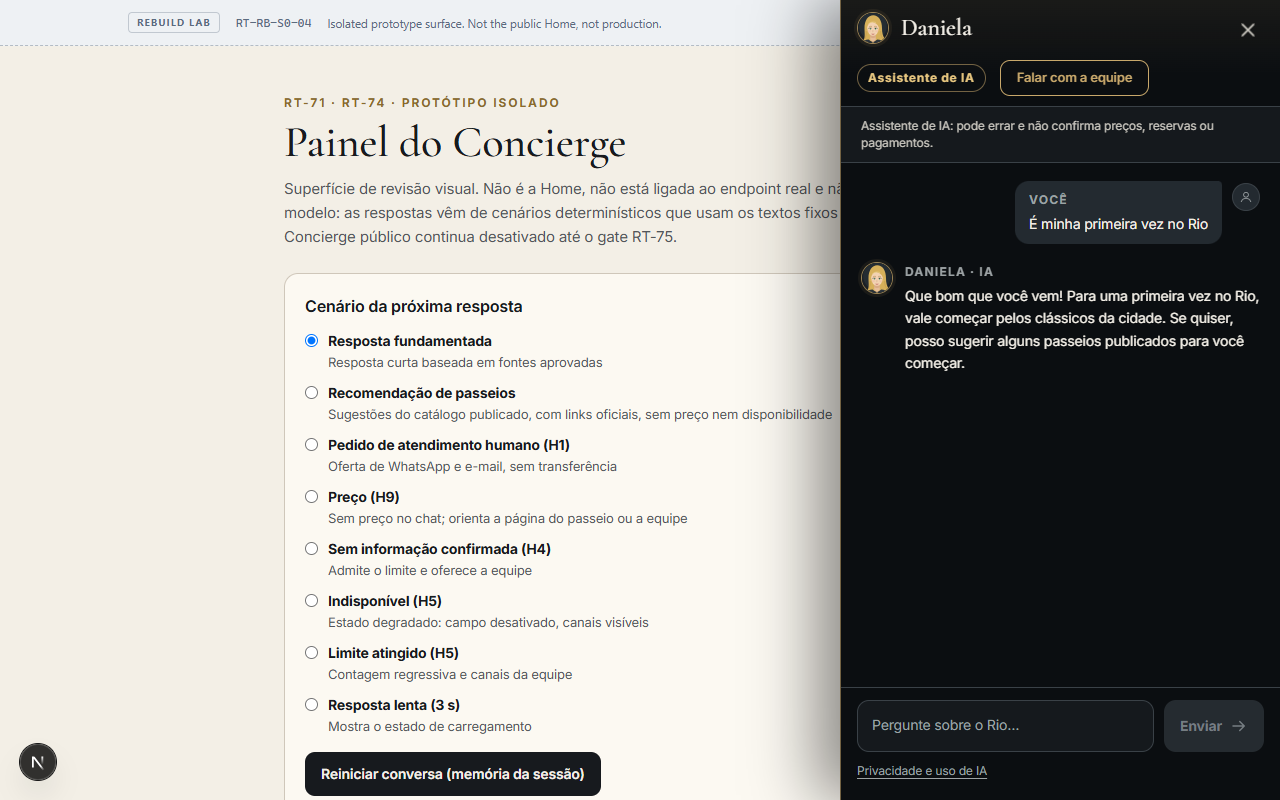 REBUILD LAB
RT-RB-S0-04
Isolated prototype surface. Not the public Home, not production.
RT-71 · RT-74 · PROTÓTIPO ISOLADO
Painel do Concierge
Superfície de revisão visual. Não é a Home, não está ligada ao endpoint real e
modelo: as respostas vêm de cenários determinísticos que usam os textos fixos
Concierge público continua desativado até o gate RT-75.
Cenário da próxima resposta
Resposta fundamentada
Resposta curta baseada em fontes aprovadas
Recomendação de passeios
Sugestões do catálogo publicado, com links oficiais, sem preço nem disponibilidade
Pedido de atendimento humano (H1)
Oferta de WhatsApp e e-mail, sem transferência
Preço (H9)
Sem preço no chat; orienta a página do passeio ou a equipe
Sem informação confirmada (H4)
Admite o limite e oferece a equipe
Indisponível (H5)
Estado degradado: campo desativado, canais visíveis
Limite atingido (H5)
Contagem regressiva e canais da equipe
Resposta lenta (3 s)
Mostra o estado de carregamento
Reiniciar conversa (memória da sessão)
N
Daniela
Assistente de IA
Falar com a equipe
Assistente de IA: pode errar e não confirma preços, reservas ou
pagamentos.
VOCÊ
É minha primeira vez no Rio
DANIELA · IA
Que bom que você vem! Para uma primeira vez no Rio,
vale começar pelos clássicos da cidade. Se quiser,
posso sugerir alguns passeios publicados para você
começar.
Pergunte sobre o Rio...
Enviar
Privacidade e uso de IA